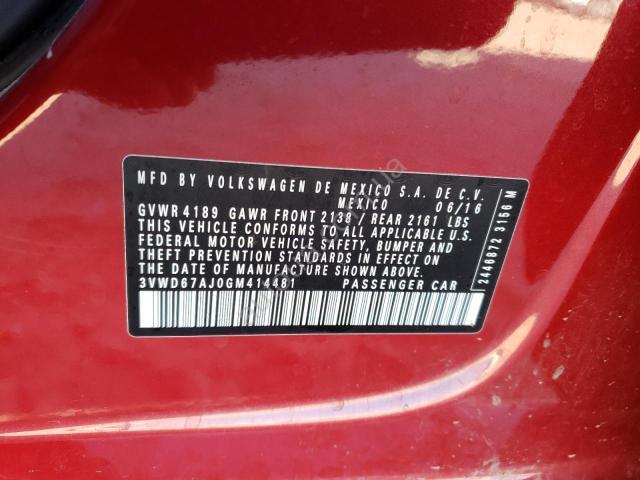 MFD BY VOLKSWAGEN DE MEXICO S.A. DE C.V.
MEXICO 06/16
GVWR 4189 GAWR FRONT 2138 / REAR 2161 LBS
THIS VEHICLE CONFORMS TO ALL APPLICABLE U.S.
FEDERAL MOTOR VEHICLE SAFETY, BUMPER AND
THEFT PREVENTION STANDARDS IN EFFECT ON THE
DATE OF MANUFACTURE SHOWN ABOVE.
3VWD67AJ0GM414481 PASSENGER CAR
2446872 3156 M